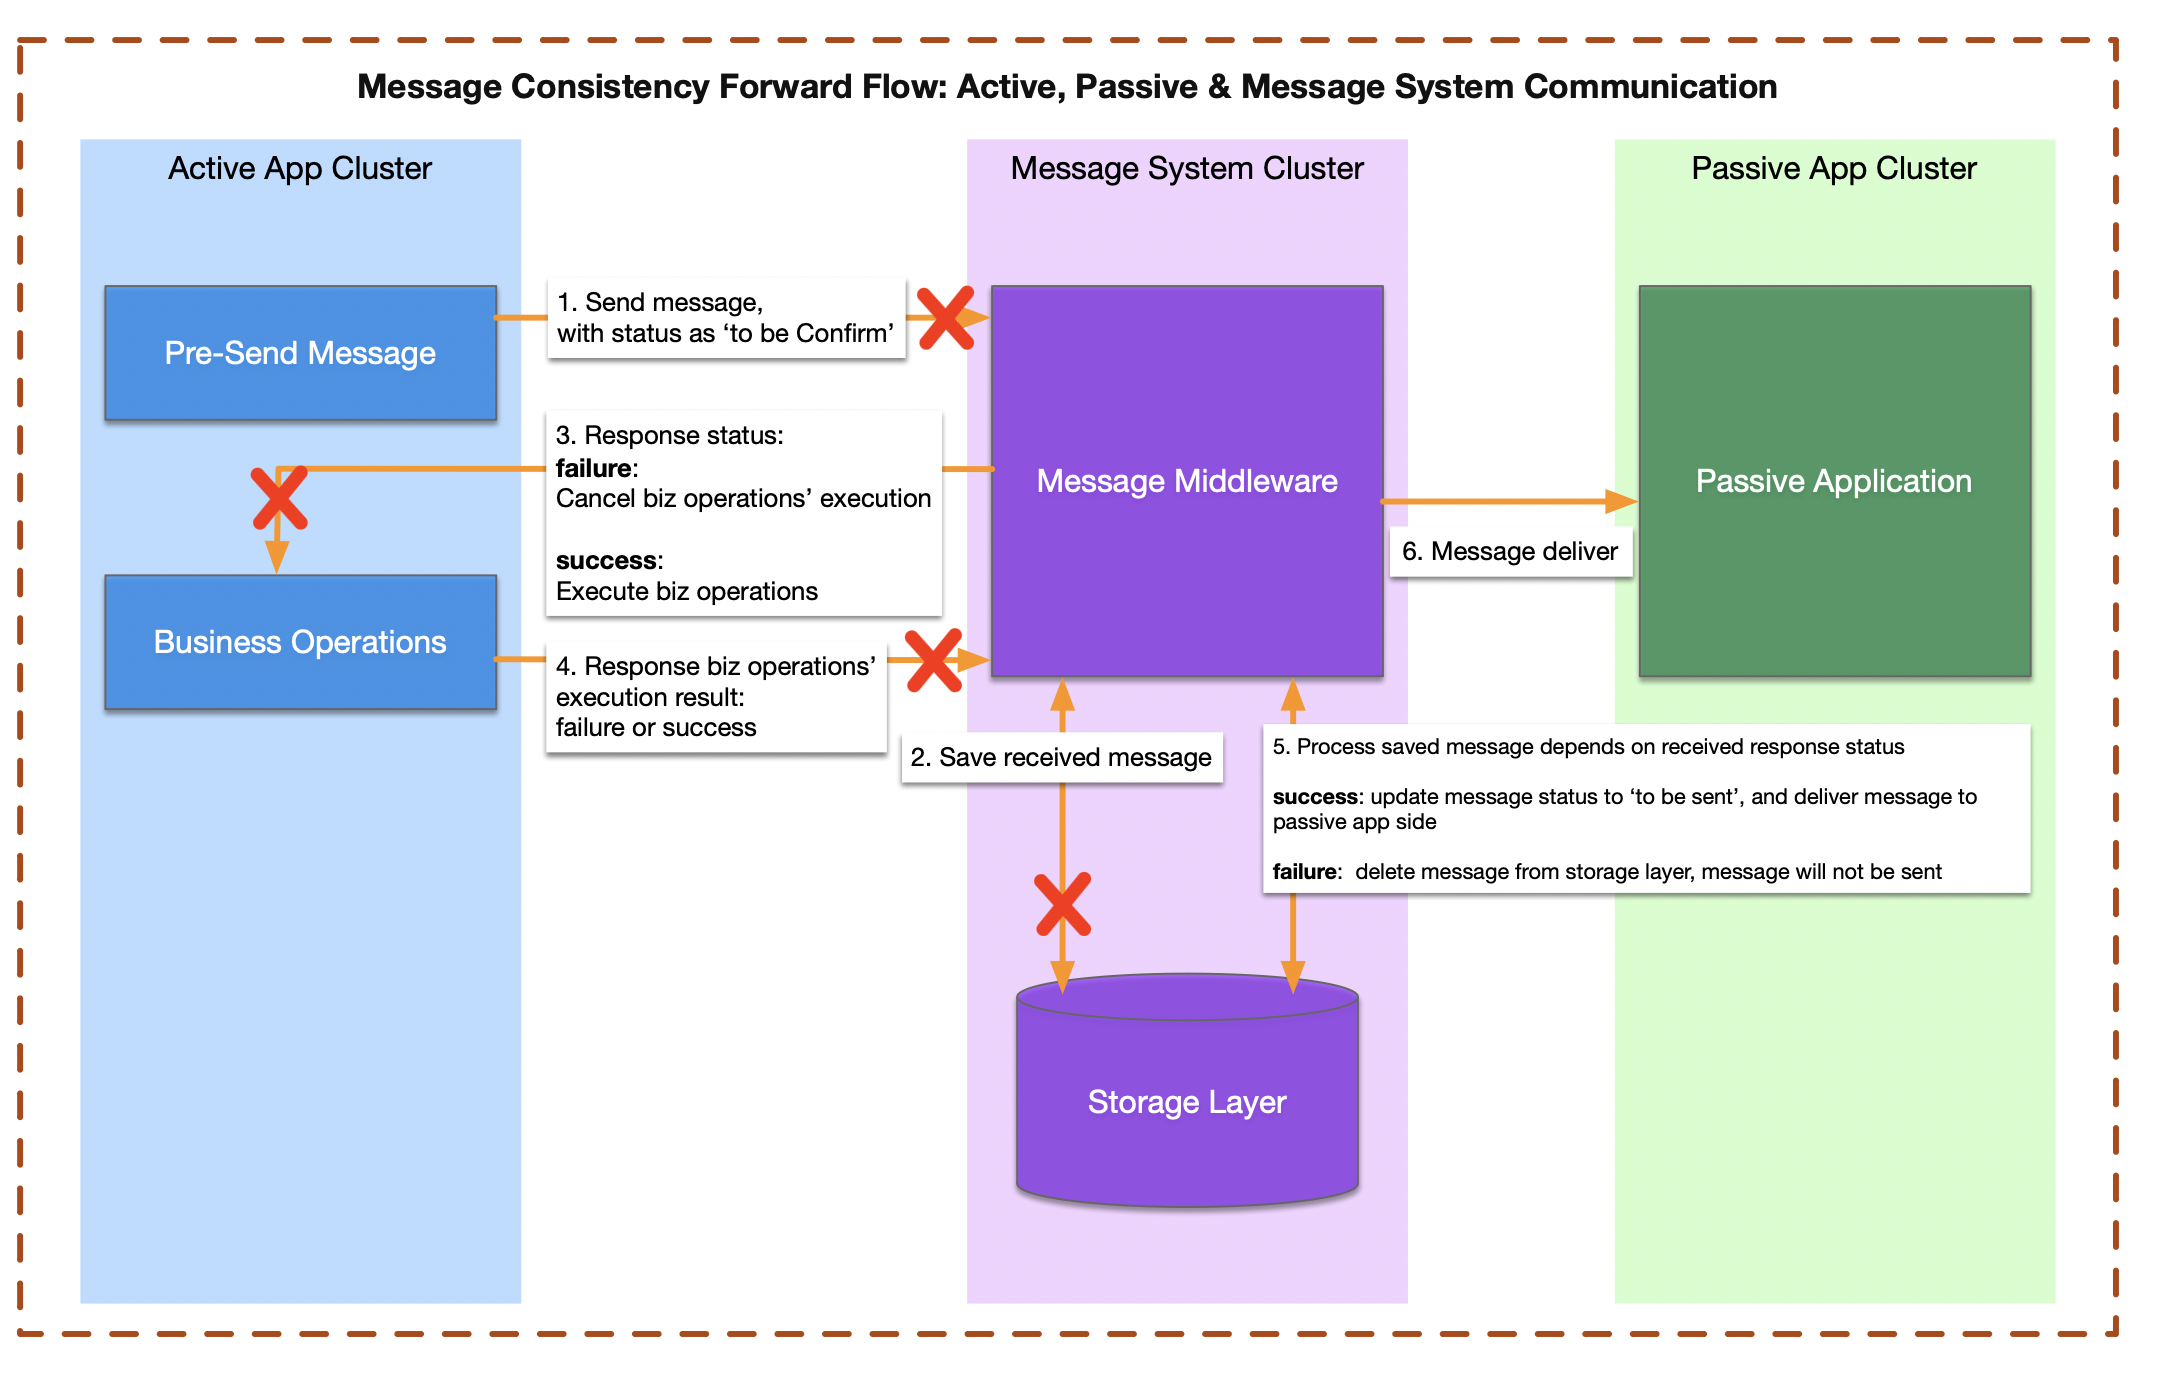 Message Consistency Forward Flow: Active, Passive & Message System Communication
Active App Cluster
Message System Cluster
Passive App Cluster
Pre-Send Message
1. Send message,
with status as ‘to be Confirm’
3. Response status:
failure:
Cancel biz operations’ execution
success:
Execute biz operations
Message Middleware
Passive Application
6. Message deliver
Business Operations
4. Response biz operations’
execution result:
failure or success
2. Save received message
5. Process saved message depends on received response status
success: update message status to ‘to be sent’, and deliver message to
passive app side
failure:  delete message from storage layer, message will not be sent
Storage Layer